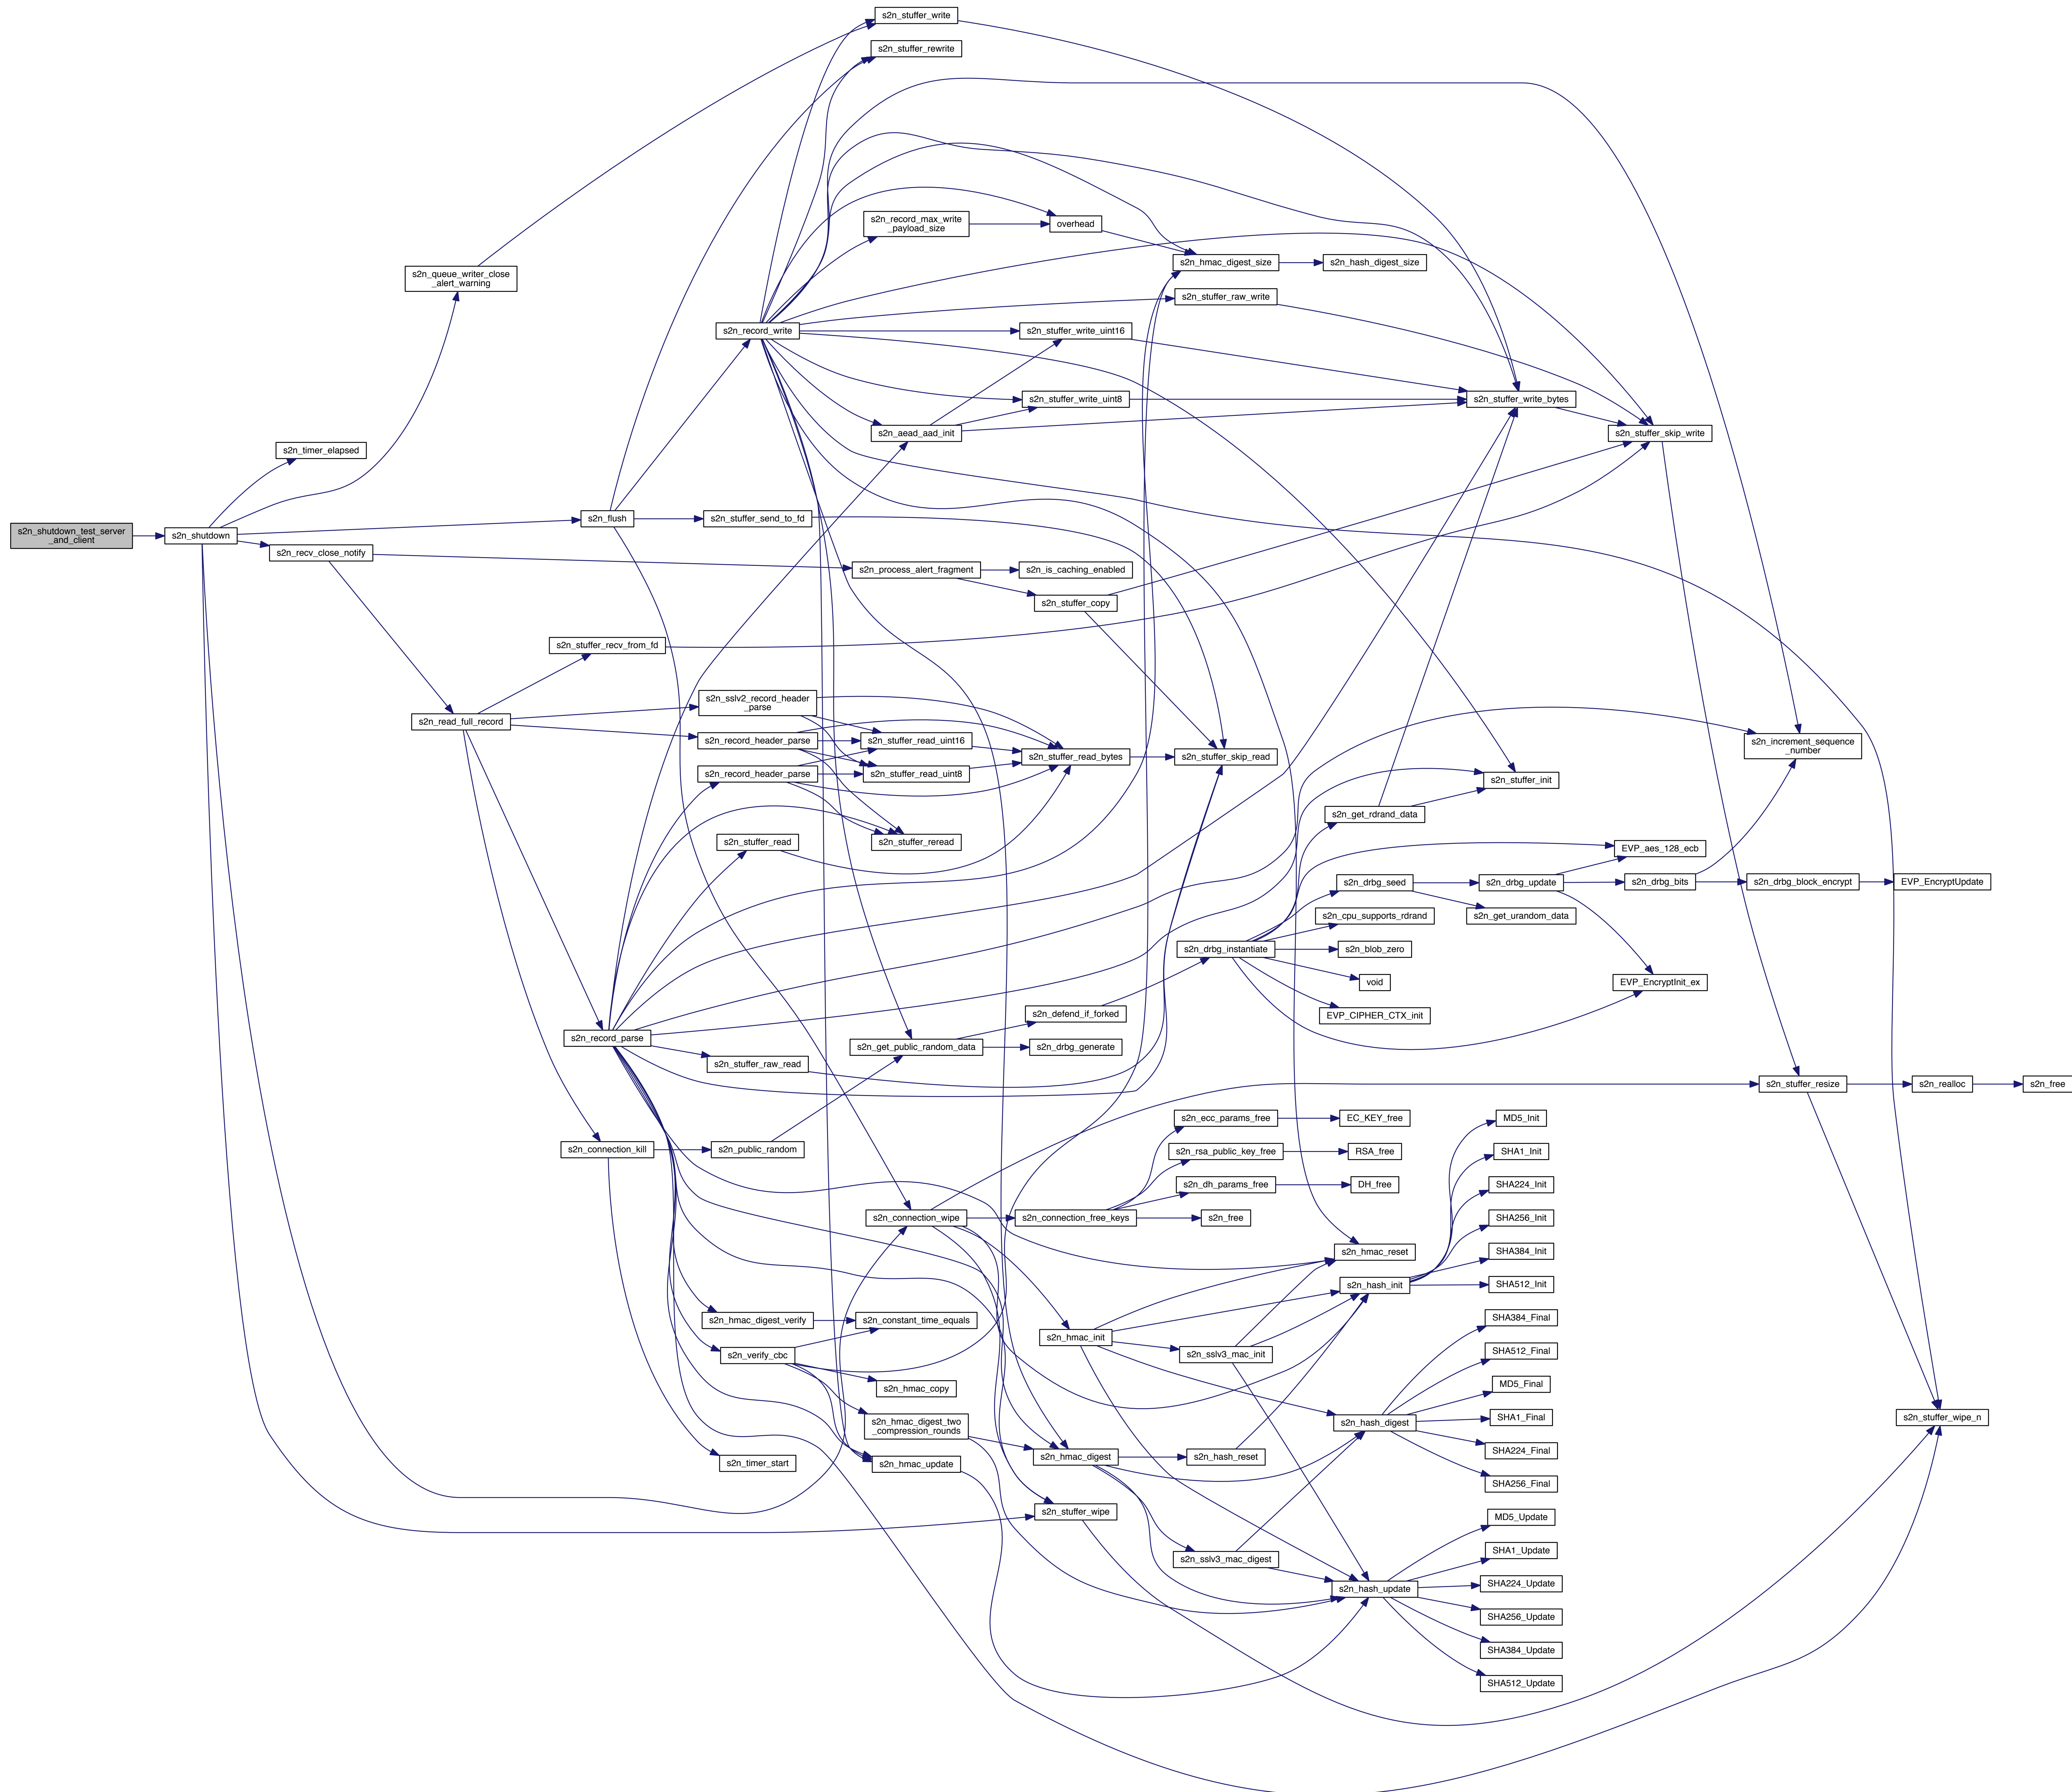 s2n_stuffer_write
s2n_stuffer_rewrite
s2n_record_max_write
_payload_size
overhead
s2n_hmac_digest_size
s2n_hash_digest_size
s2n_queue_writer_close
_alert_warning
s2n_stuffer_raw_write
s2n_record_write
s2n_stuffer_write_uint16
s2n_stuffer_write_uint8
s2n_stuffer_write_bytes
s2n_aead_aad_init
s2n_stuffer_skip_write
s2n_timer_elapsed
s2n_flush
s2n_stuffer_send_to_fd
s2n_shutdown_test_server
_and_client
s2n_shutdown
s2n_recv_close_notify
s2n_process_alert_fragment
s2n_is_caching_enabled
s2n_stuffer_copy
s2n_stuffer_recv_from_fd
s2n_sslv2_record_header
_parse
s2n_read_full_record
s2n_record_header_parse
s2n_stuffer_read_uint16
s2n_stuffer_read_bytes
s2n_stuffer_skip_read
s2n_increment_sequence
_number
s2n_record_header_parse
s2n_stuffer_read_uint8
s2n_stuffer_init
s2n_get_rdrand_data
s2n_stuffer_read
s2n_stuffer_reread
EVP_aes_128_ecb
s2n_drbg_seed
s2n_drbg_update
s2n_drbg_bits
s2n_drbg_block_encrypt
EVP_EncryptUpdate
s2n_cpu_supports_rdrand
s2n_get_urandom_data
s2n_drbg_instantiate
s2n_blob_zero
void
EVP_EncryptInit_ex
s2n_defend_if_forked
EVP_CIPHER_CTX_init
s2n_record_parse
s2n_get_public_random_data
s2n_drbg_generate
s2n_stuffer_raw_read
s2n_stuffer_resize
s2n_realloc
s2n_free
s2n_ecc_params_free
EC_KEY_free
MD5_Init
s2n_connection_kill
s2n_public_random
s2n_rsa_public_key_free
RSA_free
SHA1_Init
s2n_dh_params_free
DH_free
SHA224_Init
s2n_connection_wipe
s2n_connection_free_keys
s2n_free
SHA256_Init
s2n_hmac_reset
SHA384_Init
s2n_hash_init
SHA512_Init
s2n_hmac_digest_verify
s2n_constant_time_equals
SHA384_Final
s2n_hmac_init
s2n_verify_cbc
s2n_sslv3_mac_init
SHA512_Final
s2n_hmac_copy
MD5_Final
s2n_hmac_digest_two
_compression_rounds
s2n_hash_digest
SHA1_Final
s2n_stuffer_wipe_n
SHA224_Final
s2n_timer_start
s2n_hmac_update
s2n_hmac_digest
s2n_hash_reset
SHA256_Final
s2n_stuffer_wipe
MD5_Update
s2n_sslv3_mac_digest
SHA1_Update
s2n_hash_update
SHA224_Update
SHA256_Update
SHA384_Update
SHA512_Update